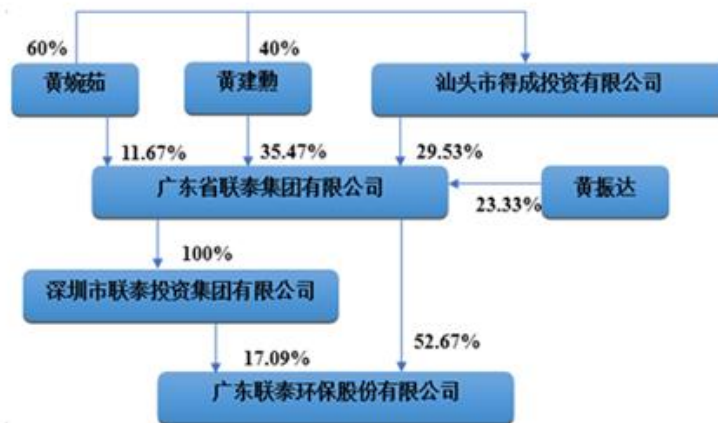 60%
40%
黄婉茹
黄建勲
汕头市得成投资有限公司
11.67%
35.47%
29.53%
广东省联泰集团有限公司
黄振达
23.33%
100%
深圳市联泰投资集团有限公司
17.09%
52.67%
广东联泰环保股份有限公司